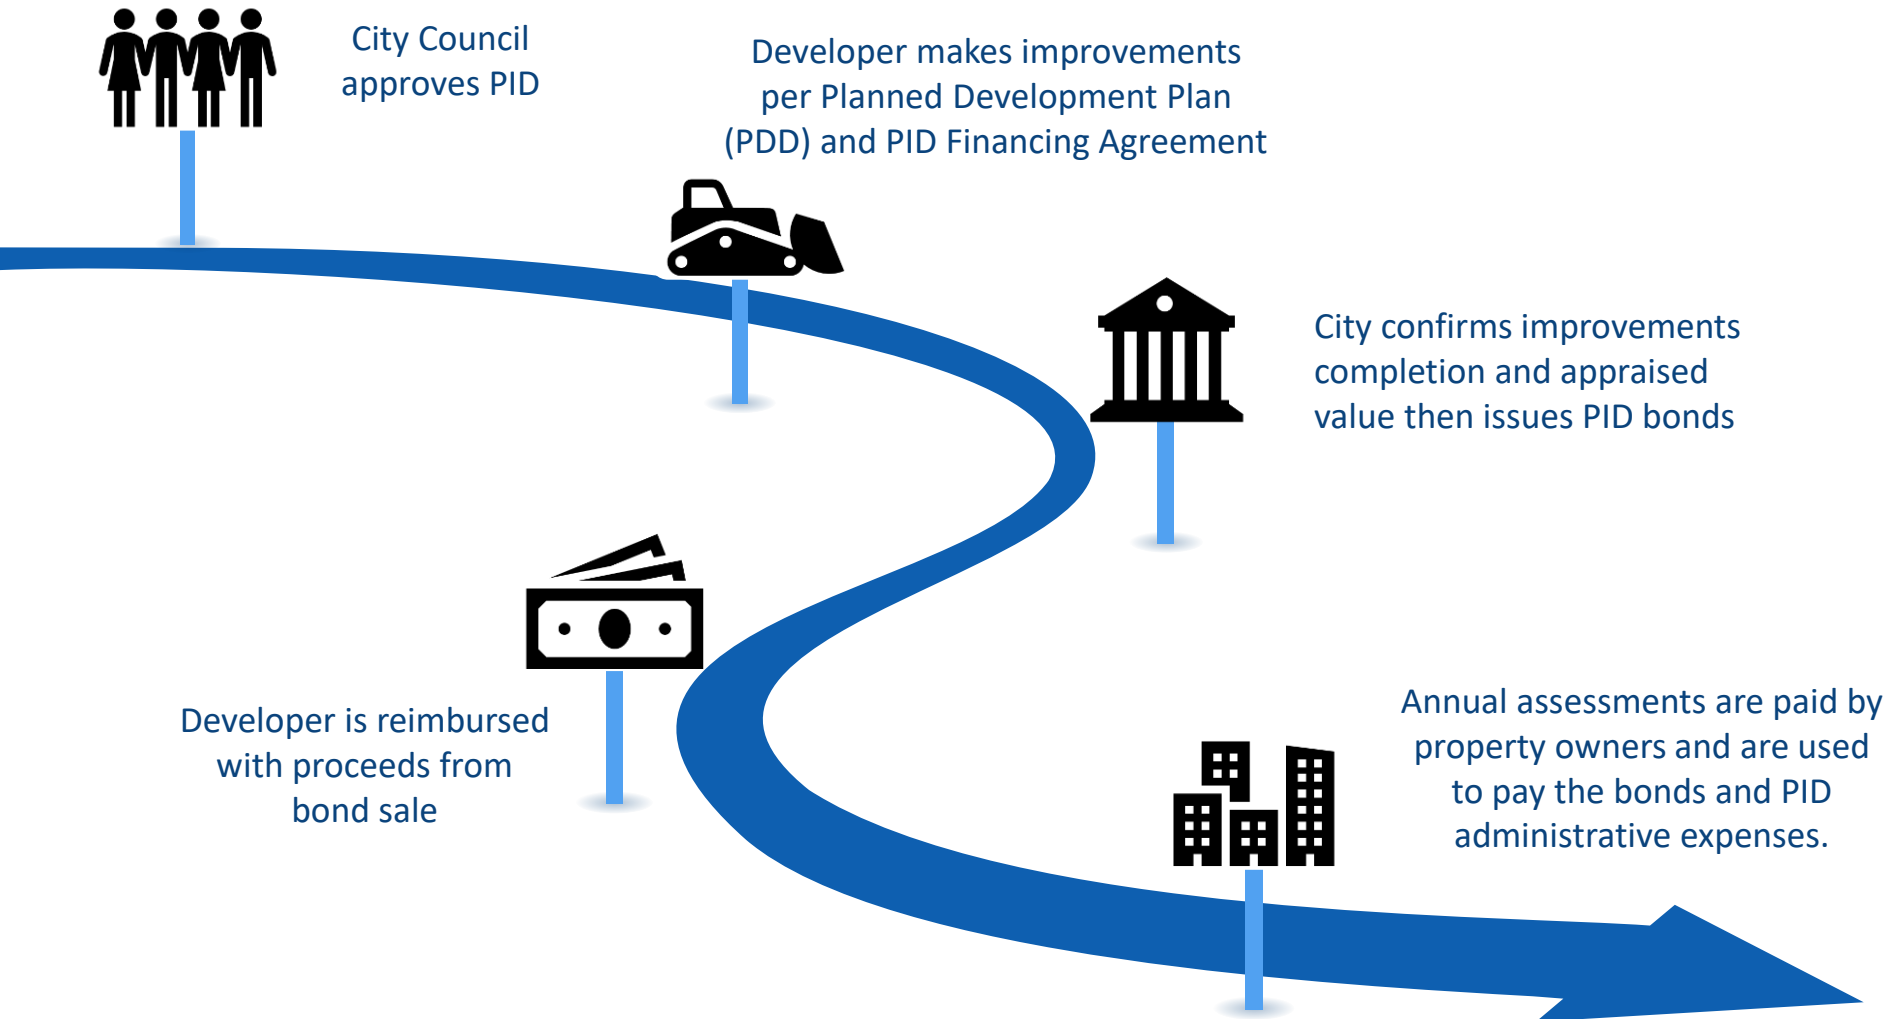 City Council
approves PID
Developer makes improvements
per Planned Development Plan
(PDD) and PID Financing Agreement
City confirms improvements
completion and appraised
value then issues PID bonds
Developer is reimbursed
with proceeds from
bond sale
Annual assessments are paid by
property owners and are used
to pay the bonds and PID
administrative expenses.